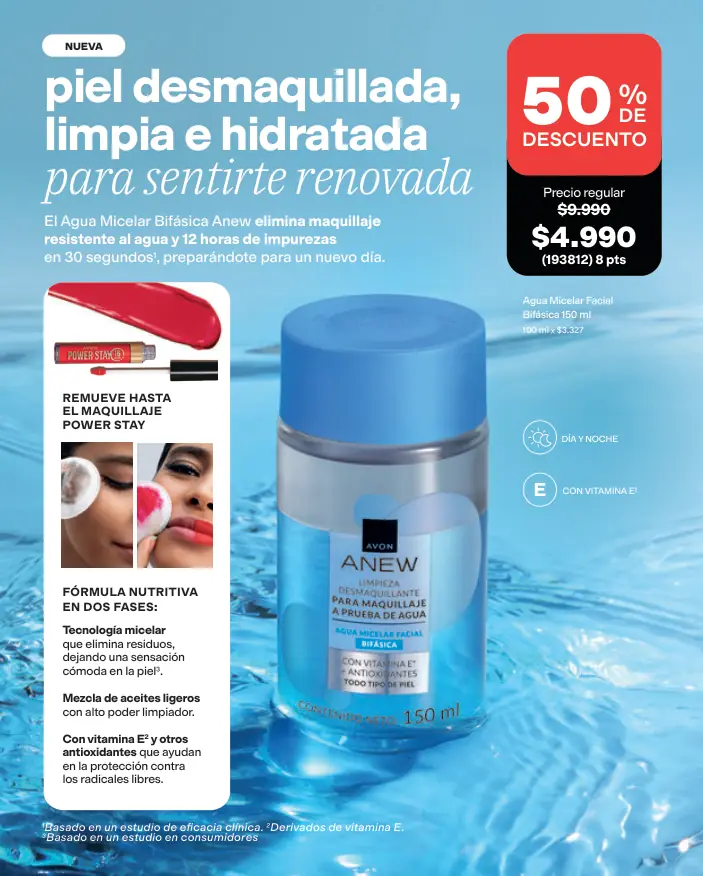 NUEVA
piel desmaquillada,
limpia e hidratada
para sentirte renovada
El Agua Micelar Bifásica Anew elimina maquillaje
resistente al agua y 12 horas de impurezas
en 30 segundos¹, preparándote para un nuevo día.
50 % DE
DESCUENTO
Precio regular
$9.990
$4.990
(193812) 8 pts
Agua Micelar Facial
Bifásica 150 ml
100 ml x $3.327
DÍA Y NOCHE
E CON VITAMINA E²
POWER STAY
REMUEVE HASTA
EL MAQUILLAJE
POWER STAY
FÓRMULA NUTRITIVA
EN DOS FASES:
Tecnología micelar
que elimina residuos,
dejando una sensación
cómoda en la piel³.
Mezcla de aceites ligeros
con alto poder limpiador.
Con vitamina E² y otros
antioxidantes que ayudan
en la protección contra
los radicales libres.
AVON
ANEW
LIMPIEZA
DESMAQUILLANTE
PARA MAQUILLAJE
A PRUEBA DE AGUA
AGUA MICELAR FACIAL
BIFÁSICA
CON VITAMINA E*
+ ANTIOXIDANTES
TODO TIPO DE PIEL
CONTENIDO NETO 150 ml
¹Basado en un estudio de eficacia clínica. ²Derivados de vitamina E.
³Basado en un estudio en consumidores